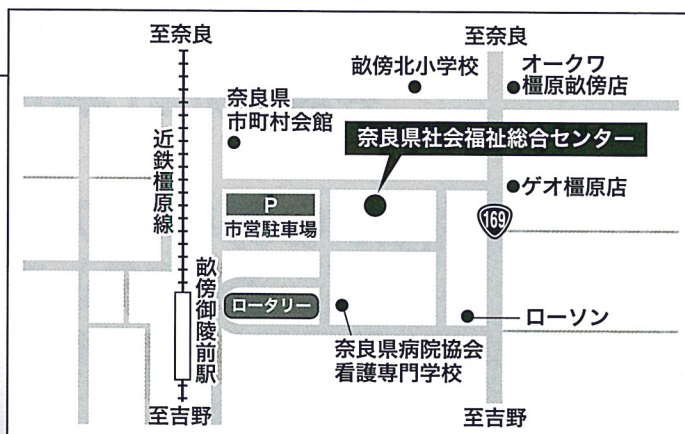 至奈良
至奈良
畝傍北小学校
オークワ
橿原畝傍店
奈良県
市町村会館
奈良県社会福祉総合センター
近鉄橿原線
ゲオ橿原店
P
市営駐車場
169
畝傍御陵前駅
ロータリー
ローソン
奈良県病院協会
看護専門学校
至吉野
至吉野